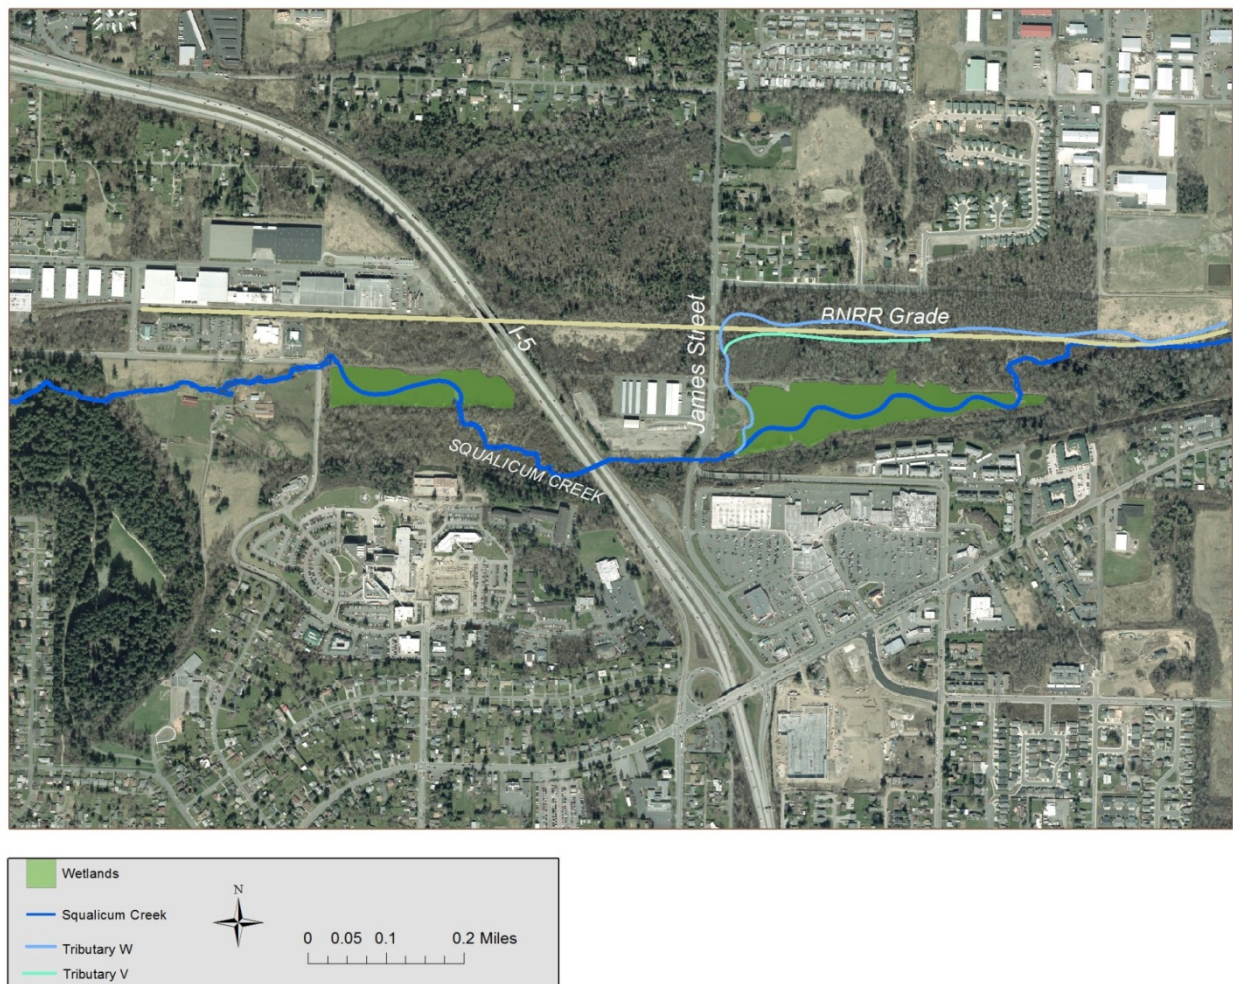 BNRR Grade
I-5
James Street
SQUALICUM CREEK
Wetlands
Squalicum Creek
Tributary W
Tributary V
N
0 0.05 0.1 0.2 Miles